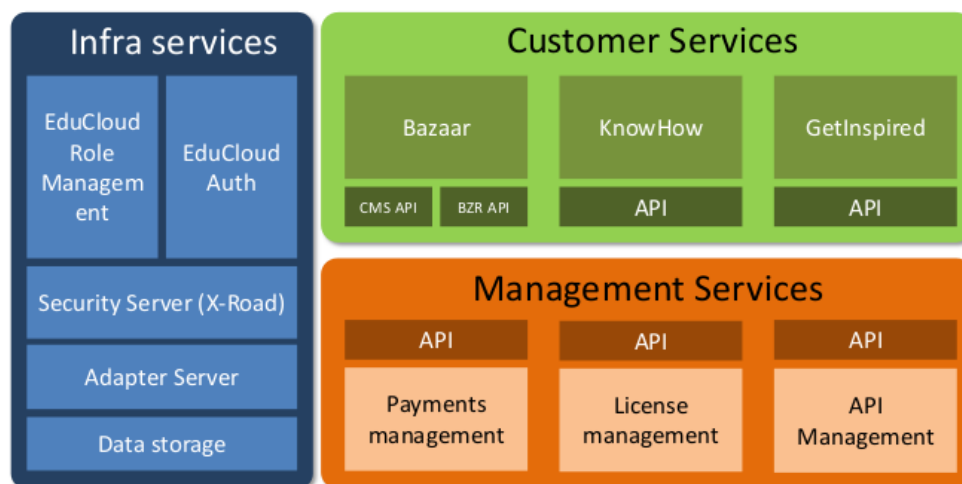 Infra services
EduCloud
Role
Managem
ent
EduCloud
Auth
Security Server (X-Road)
Adapter Server
Data storage
Customer Services
Bazaar
KnowHow
GetInspired
CMS API
BZR API
API
API
Management Services
API
API
API
Payments
management
License
management
API
Management